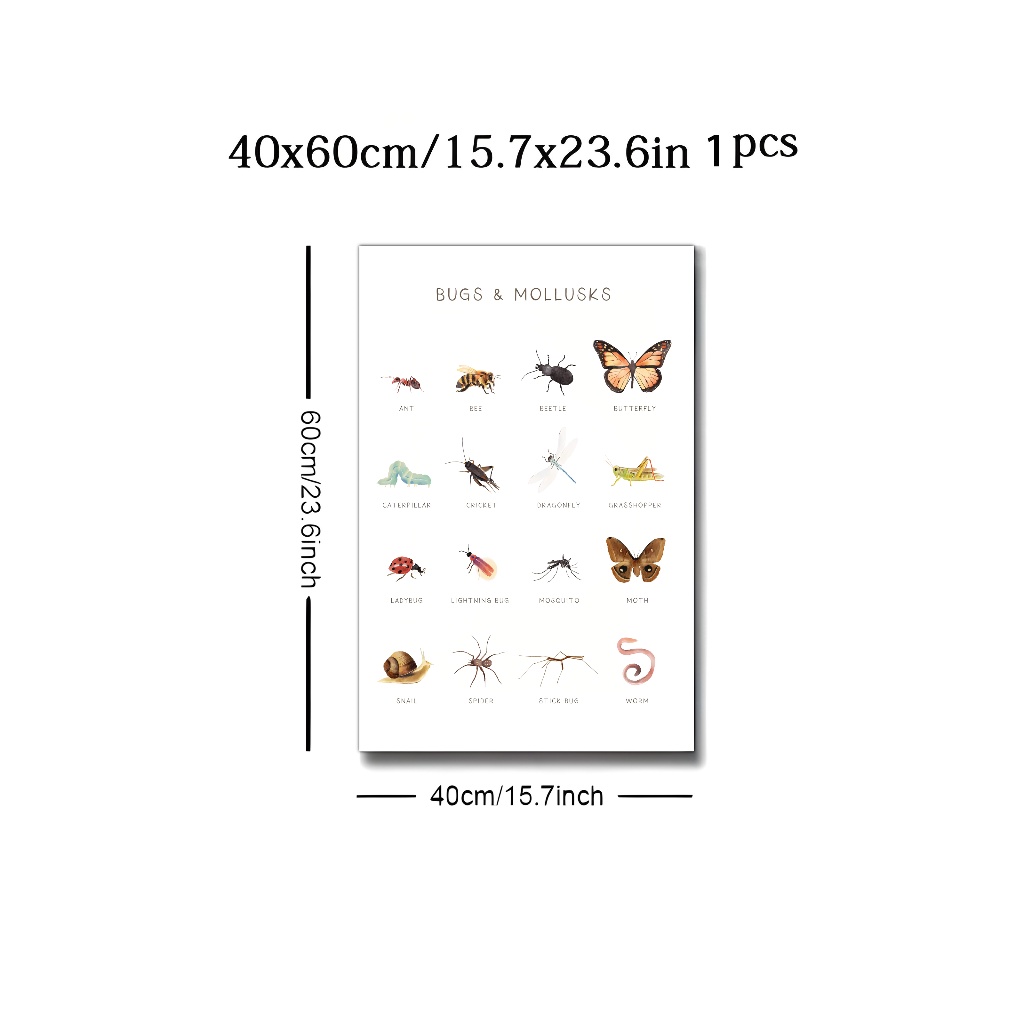 40x60cm/15.7x23.6in 1pcs
60cm/23.6inch
BUGS & MOLLUSKS
ANT BEE BEETLE BUTTERFLY
CATERPILLAR CRICKET DRAGONFLY GRASSHOPPER
LADYBUG LIGHTNING BUG MOSQUITO MOTH
SNAIL SPIDER STICK BUG WORM
40cm/15.7inch